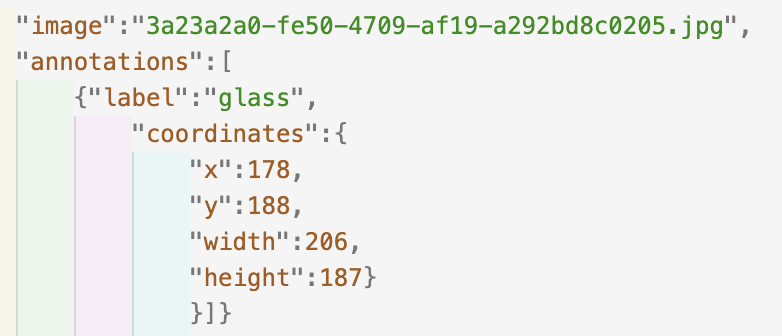 "image":"3a23a2a0-fe50-4709-af19-a292bd8c0205.jpg",
"annotations":[
{"label":"glass",
"coordinates":{
"x":178,
"y":188,
"width":206,
"height":187}
}]}